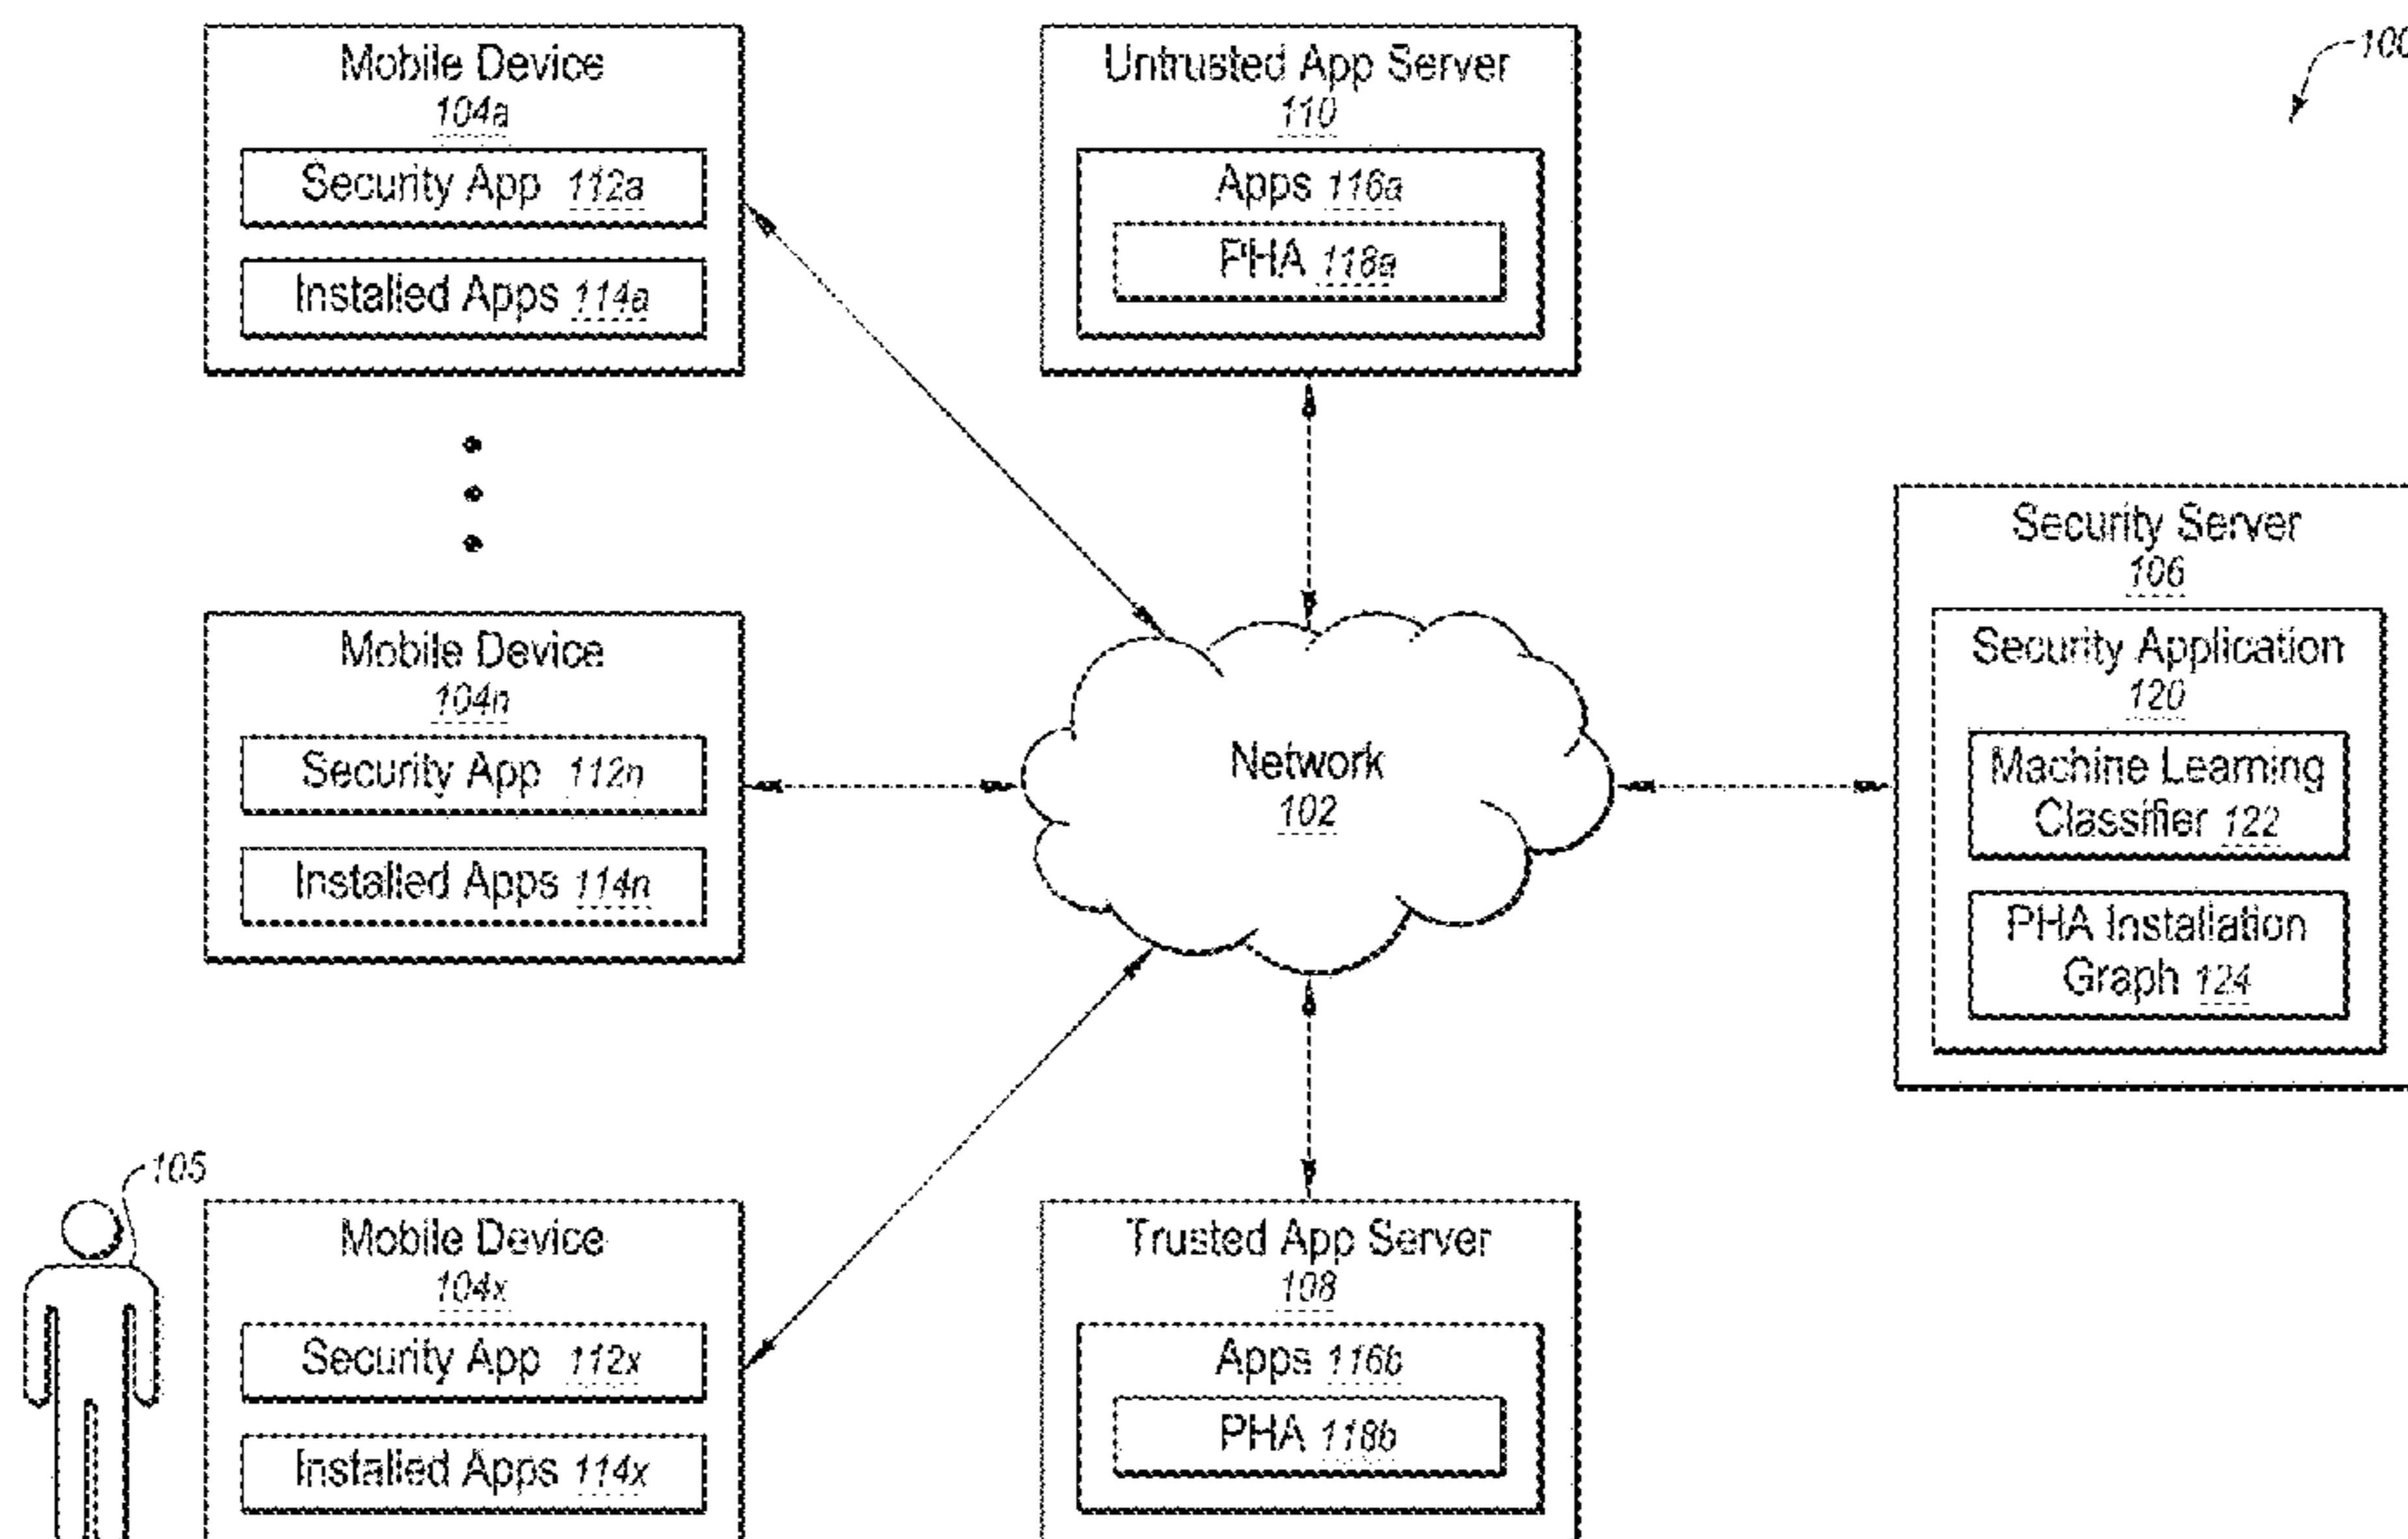 Mobile Device
104a
Security App 112a
Installed Apps 114a
Untrusted App Server
110
Apps 116a
PHA 118a
100
Mobile Device
104n
Security App 112n
Installed Apps 114n
Network
102
Security Server
106
Security Application
120
Machine Learning
Classifier 122
PHA Installation
Graph 124
105
Mobile Device
104x
Security App 112x
Installed Apps 114x
Trusted App Server
108
Apps 116b
PHA 118b